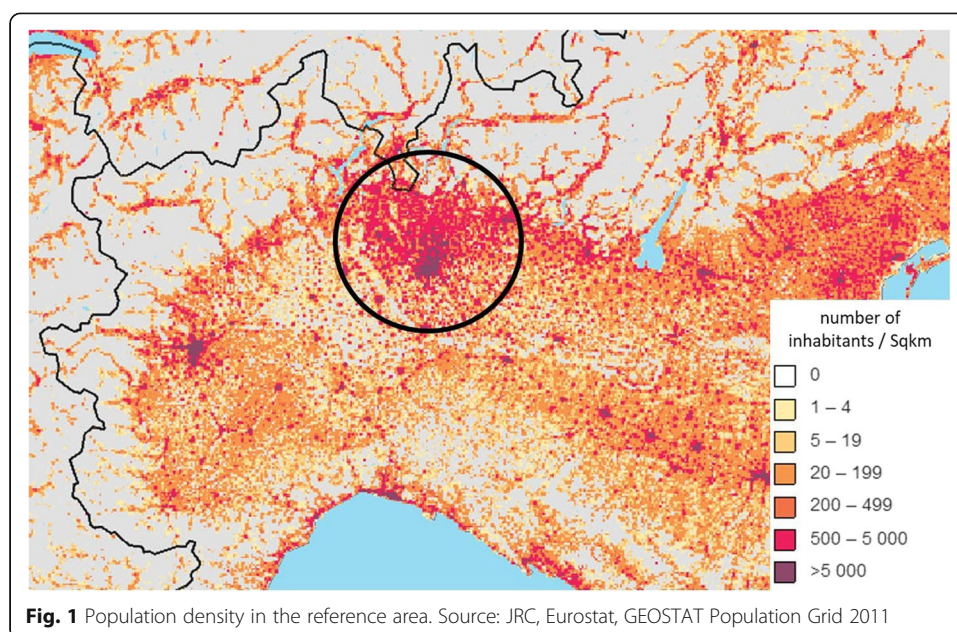 number of
inhabitants / Sqkm
0
1 – 4
5 – 19
20 – 199
200 – 499
500 – 5 000
>5 000
Fig. 1 Population density in the reference area. Source: JRC, Eurostat, GEOSTAT Population Grid 2011